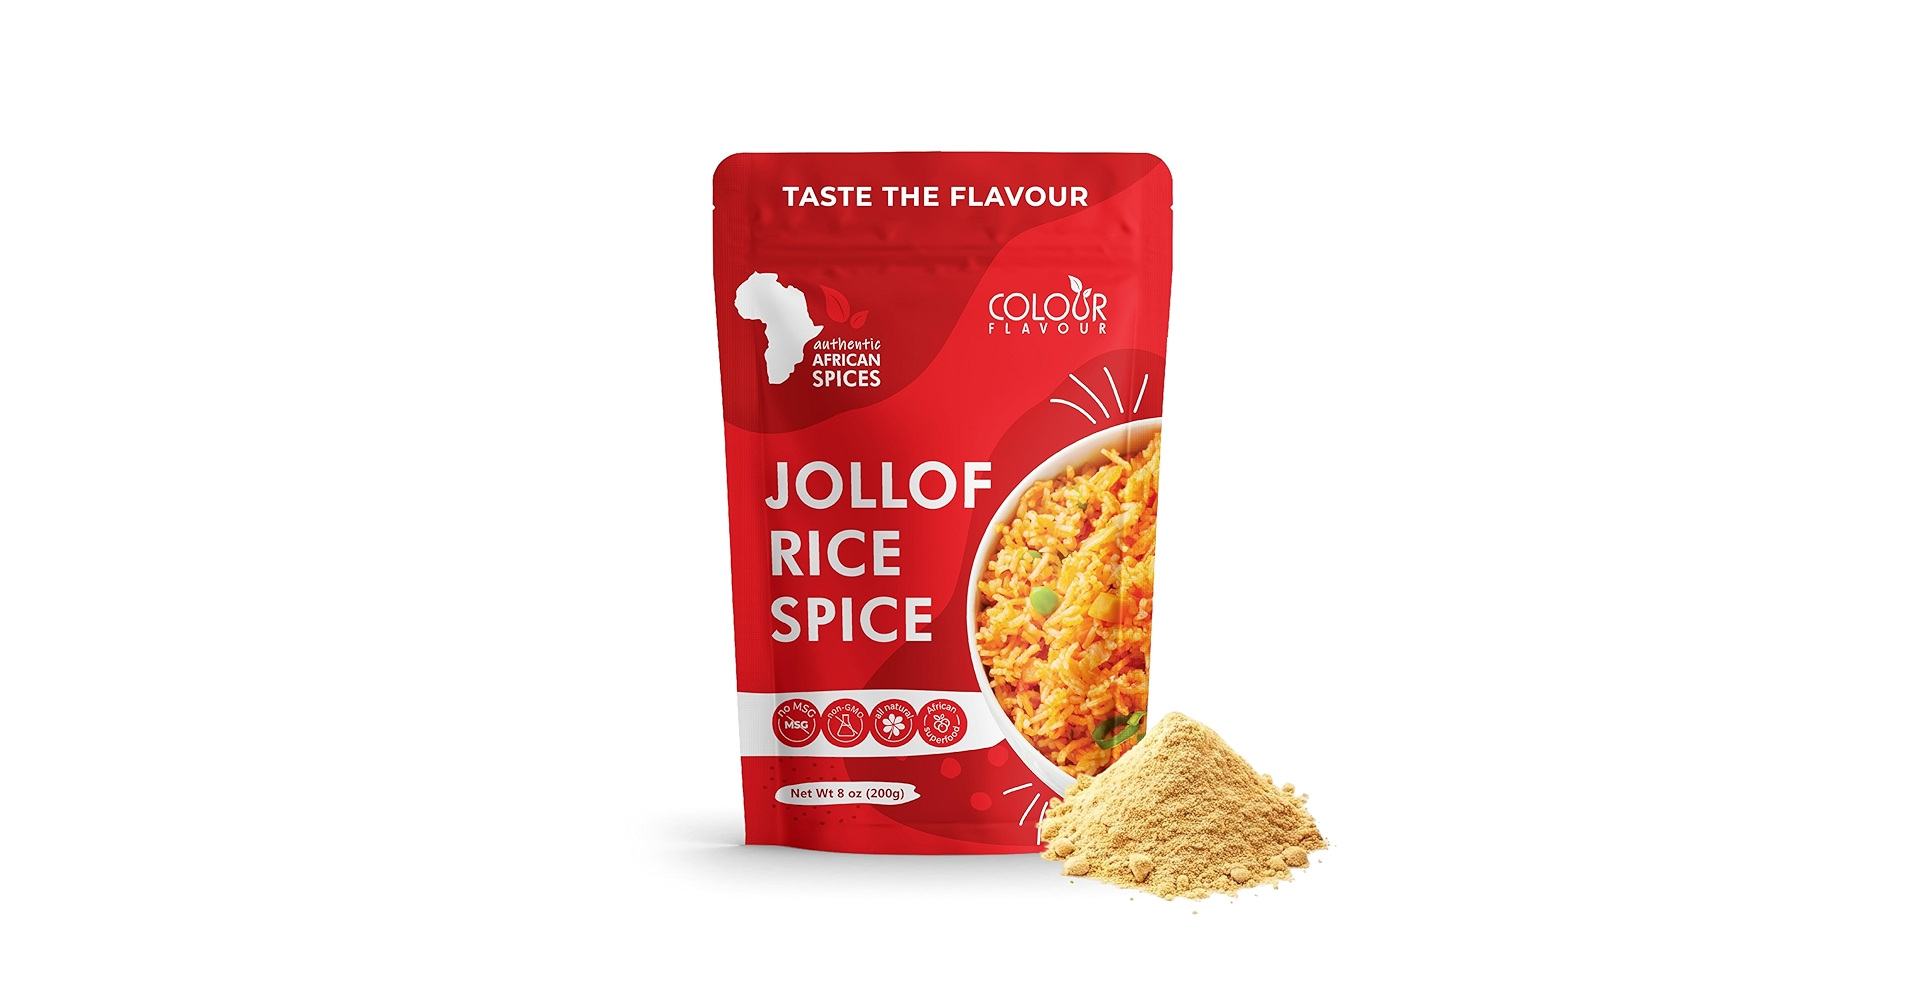 TASTE THE FLAVOUR
COLOUR
FLAVOUR
authentic
AFRICAN
SPICES
JOLLOF
RICE
SPICE
no MSG
MSG
non-GMO
all natural
African
superfood
Net Wt 8 oz (200g)